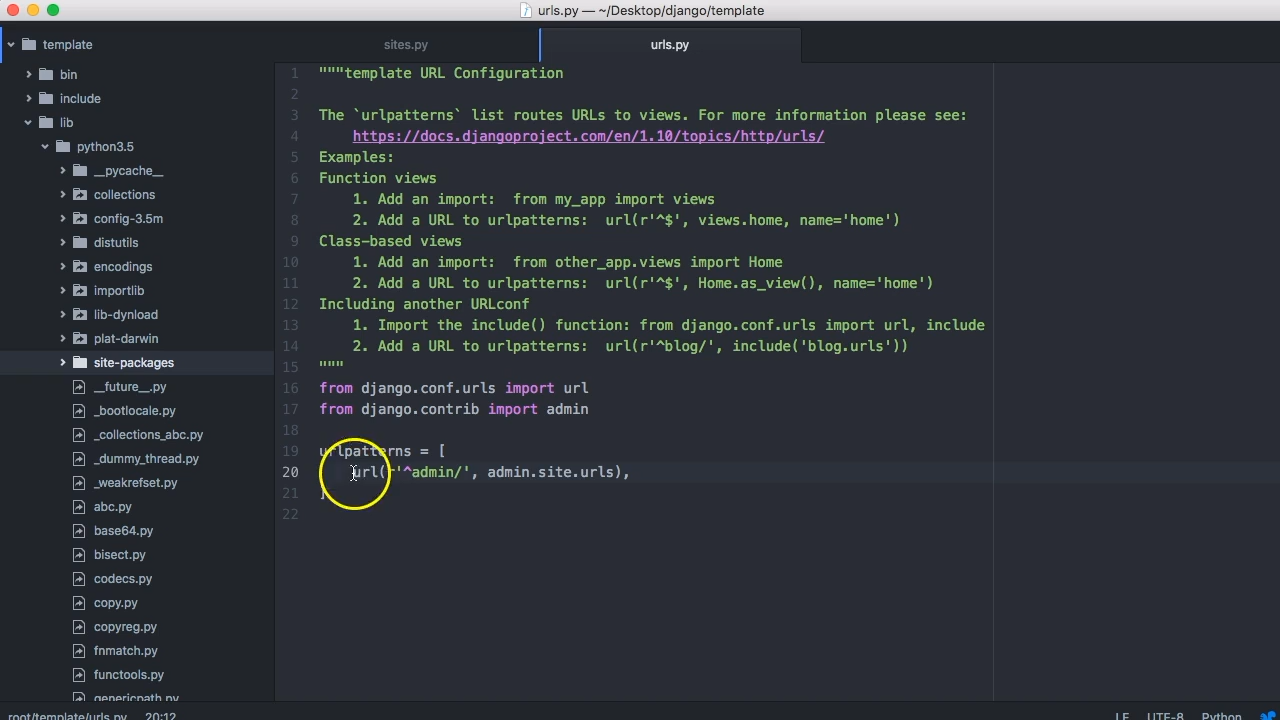 urls.py — ~/Desktop/django/template
template
sites.py
urls.py
bin
include
lib
python3.5
__pycache__
collections
config-3.5m
distutils
encodings
importlib
lib-dynload
plat-darwin
site-packages
__future__.py
_bootlocale.py
_collections_abc.py
_dummy_thread.py
_weakrefset.py
abc.py
base64.py
bisect.py
codecs.py
copy.py
copyreg.py
fnmatch.py
functools.py
genericpath.py
1 """template URL Configuration
2
3 The `urlpatterns` list routes URLs to views. For more information please see:
4 https://docs.djangoproject.com/en/1.10/topics/http/urls/
5 Examples:
6 Function views
7 1. Add an import:  from my_app import views
8 2. Add a URL to urlpatterns:  url(r'^$', views.home, name='home')
9 Class-based views
10 1. Add an import:  from other_app.views import Home
11 2. Add a URL to urlpatterns:  url(r'^$', Home.as_view(), name='home')
12 Including another URLconf
13 1. Import the include() function: from django.conf.urls import url, include
14 2. Add a URL to urlpatterns:  url(r'^blog/', include('blog.urls'))
15 """
16 from django.conf.urls import url
17 from django.contrib import admin
18
19 urlpatterns = [
20 url(r'^admin/', admin.site.urls),
21 ]
22
root/template/urls.py 20:12 LF UTF-8 Python